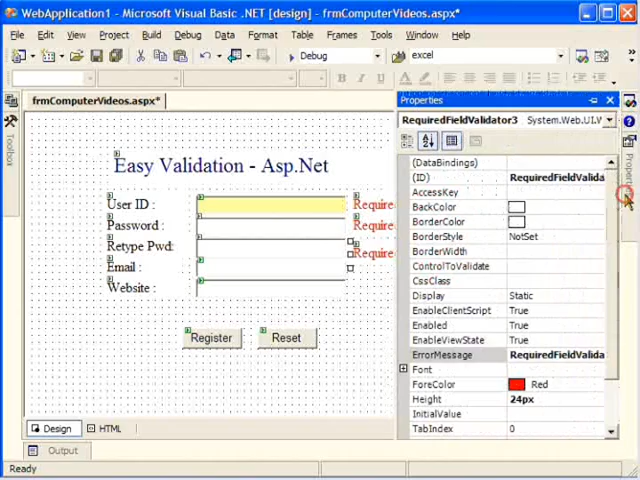 WebApplication1 - Microsoft Visual Basic .NET [design] - frmComputerVideos.aspx*
File Edit View Project Build Debug Data Format Table Frames Tools Window Help
Debug excel
B I U
frmComputerVideos.aspx*
Toolbox
Easy Validation - Asp.Net
User ID : Require
Password : Require
Retype Pwd:
Email : Require
Website :
Register Reset
Design HTML
Output
Ready
Properties
RequiredFieldValidator3 System.Web.UI.W
(DataBindings)
(ID) RequiredFieldValida
AccessKey
BackColor
BorderColor
BorderStyle NotSet
BorderWidth
ControlToValidate
CssClass
Display Static
EnableClientScript True
Enabled True
EnableViewState True
ErrorMessage RequiredFieldValida
Font
ForeColor Red
Height 24px
InitialValue
TabIndex 0